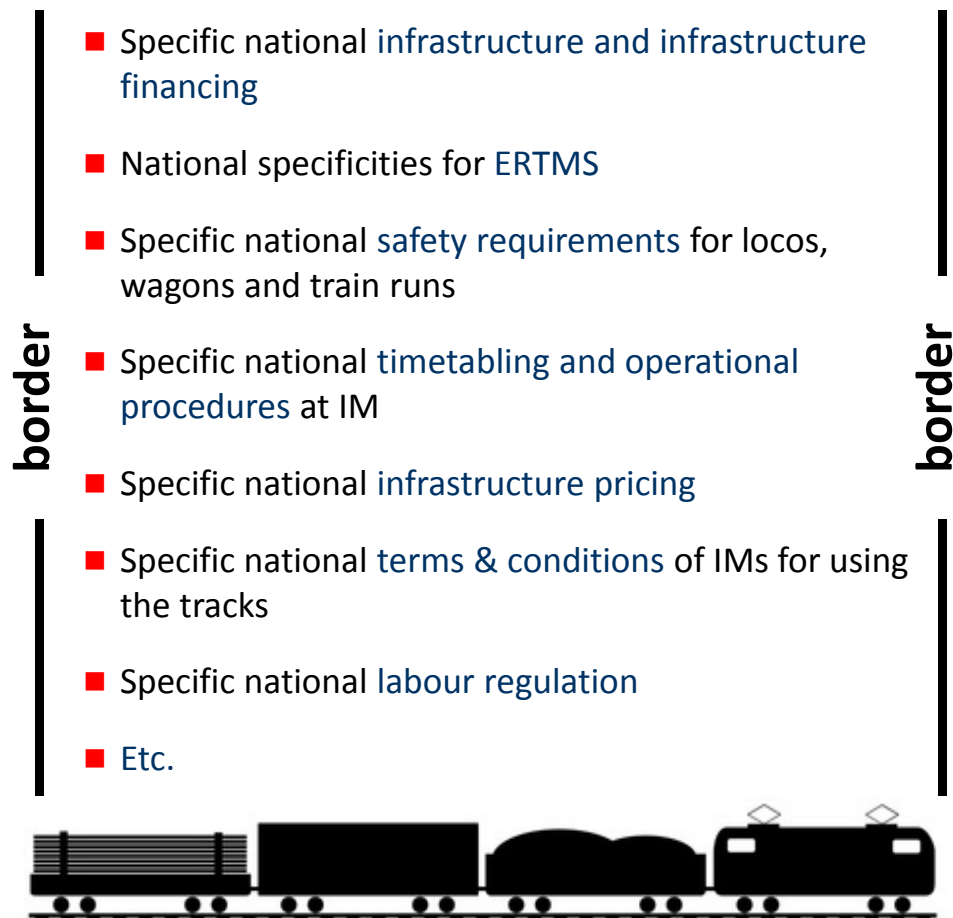 Specific national infrastructure and infrastructure
financing
National specificities for ERTMS
Specific national safety requirements for locos,
wagons and train runs
border
Specific national timetabling and operational
procedures at IM
border
Specific national infrastructure pricing
Specific national terms & conditions of IMs for using
the tracks
Specific national labour regulation
Etc.